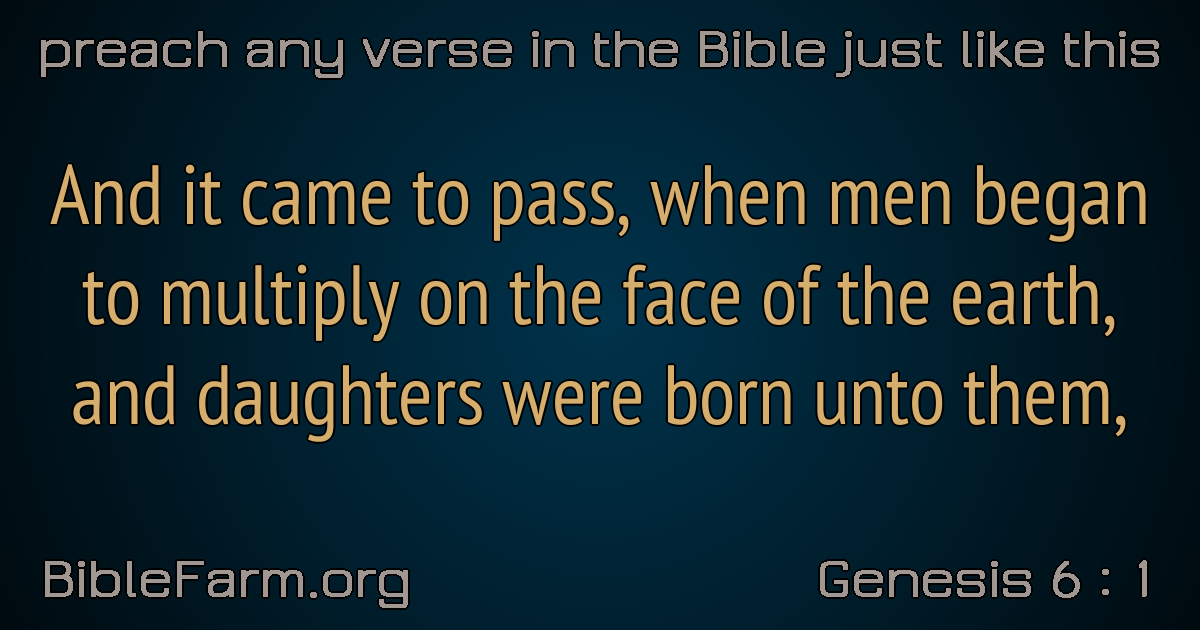 preach any verse in the Bible just like this
And it came to pass, when men began
to multiply on the face of the earth,
and daughters were born unto them,
BibleFarm.org
Genesis 6 : 1